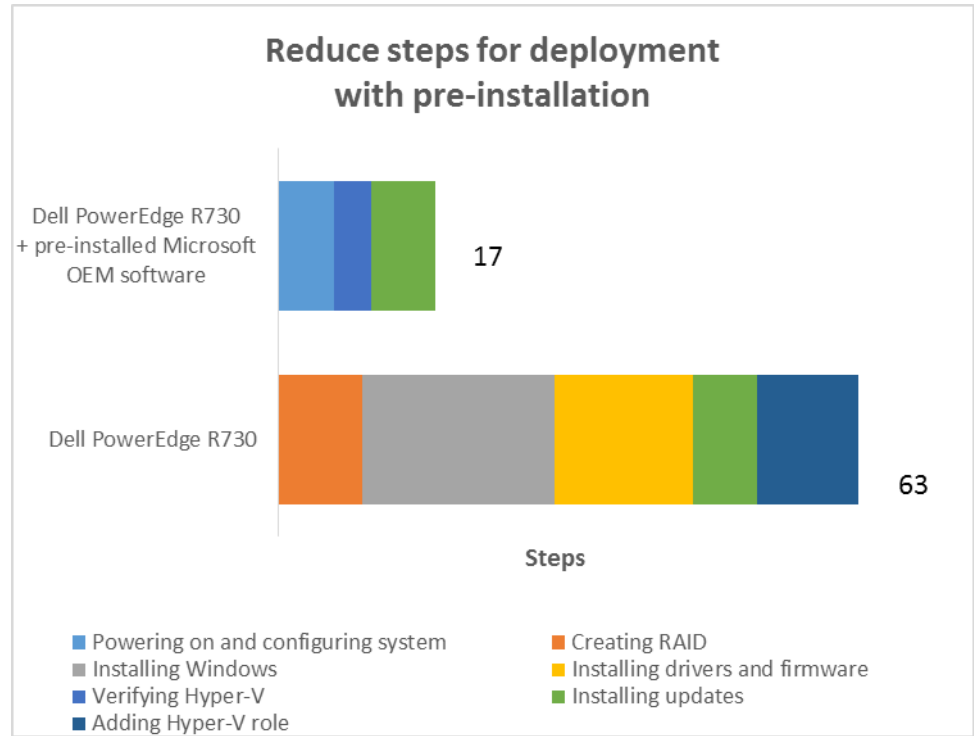 Reduce steps for deployment
with pre-installation
Dell PowerEdge R730
+ pre-installed Microsoft
OEM software
17
Dell PowerEdge R730
63
Steps
Powering on and configuring system
Creating RAID
Installing Windows
Installing drivers and firmware
Verifying Hyper-V
Installing updates
Adding Hyper-V role